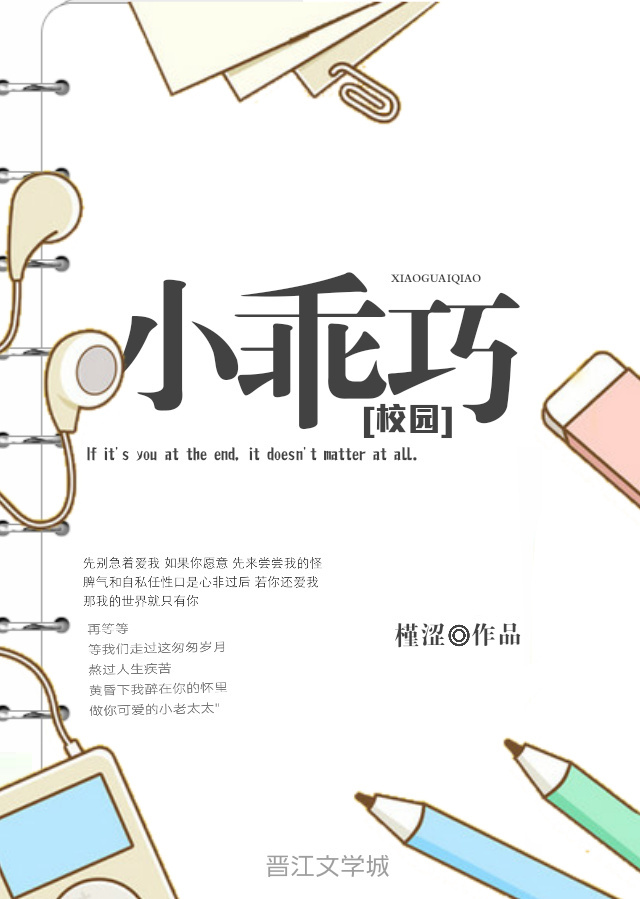 XIAOGUAIQIAO
小乖巧
[校园]
If it's you at the end, it doesn't matter at all.
先别急着爱我 如果你愿意 先来尝尝我的怪
脾气和自私任性口是心非过后 若你还爱我
那我的世界就只有你
再等等
等我们走过这匆匆岁月
熬过人生疾苦
黄昏下我醉在你的怀里
做你可爱的小老太太"
槿涩◎作品
晋江文学城